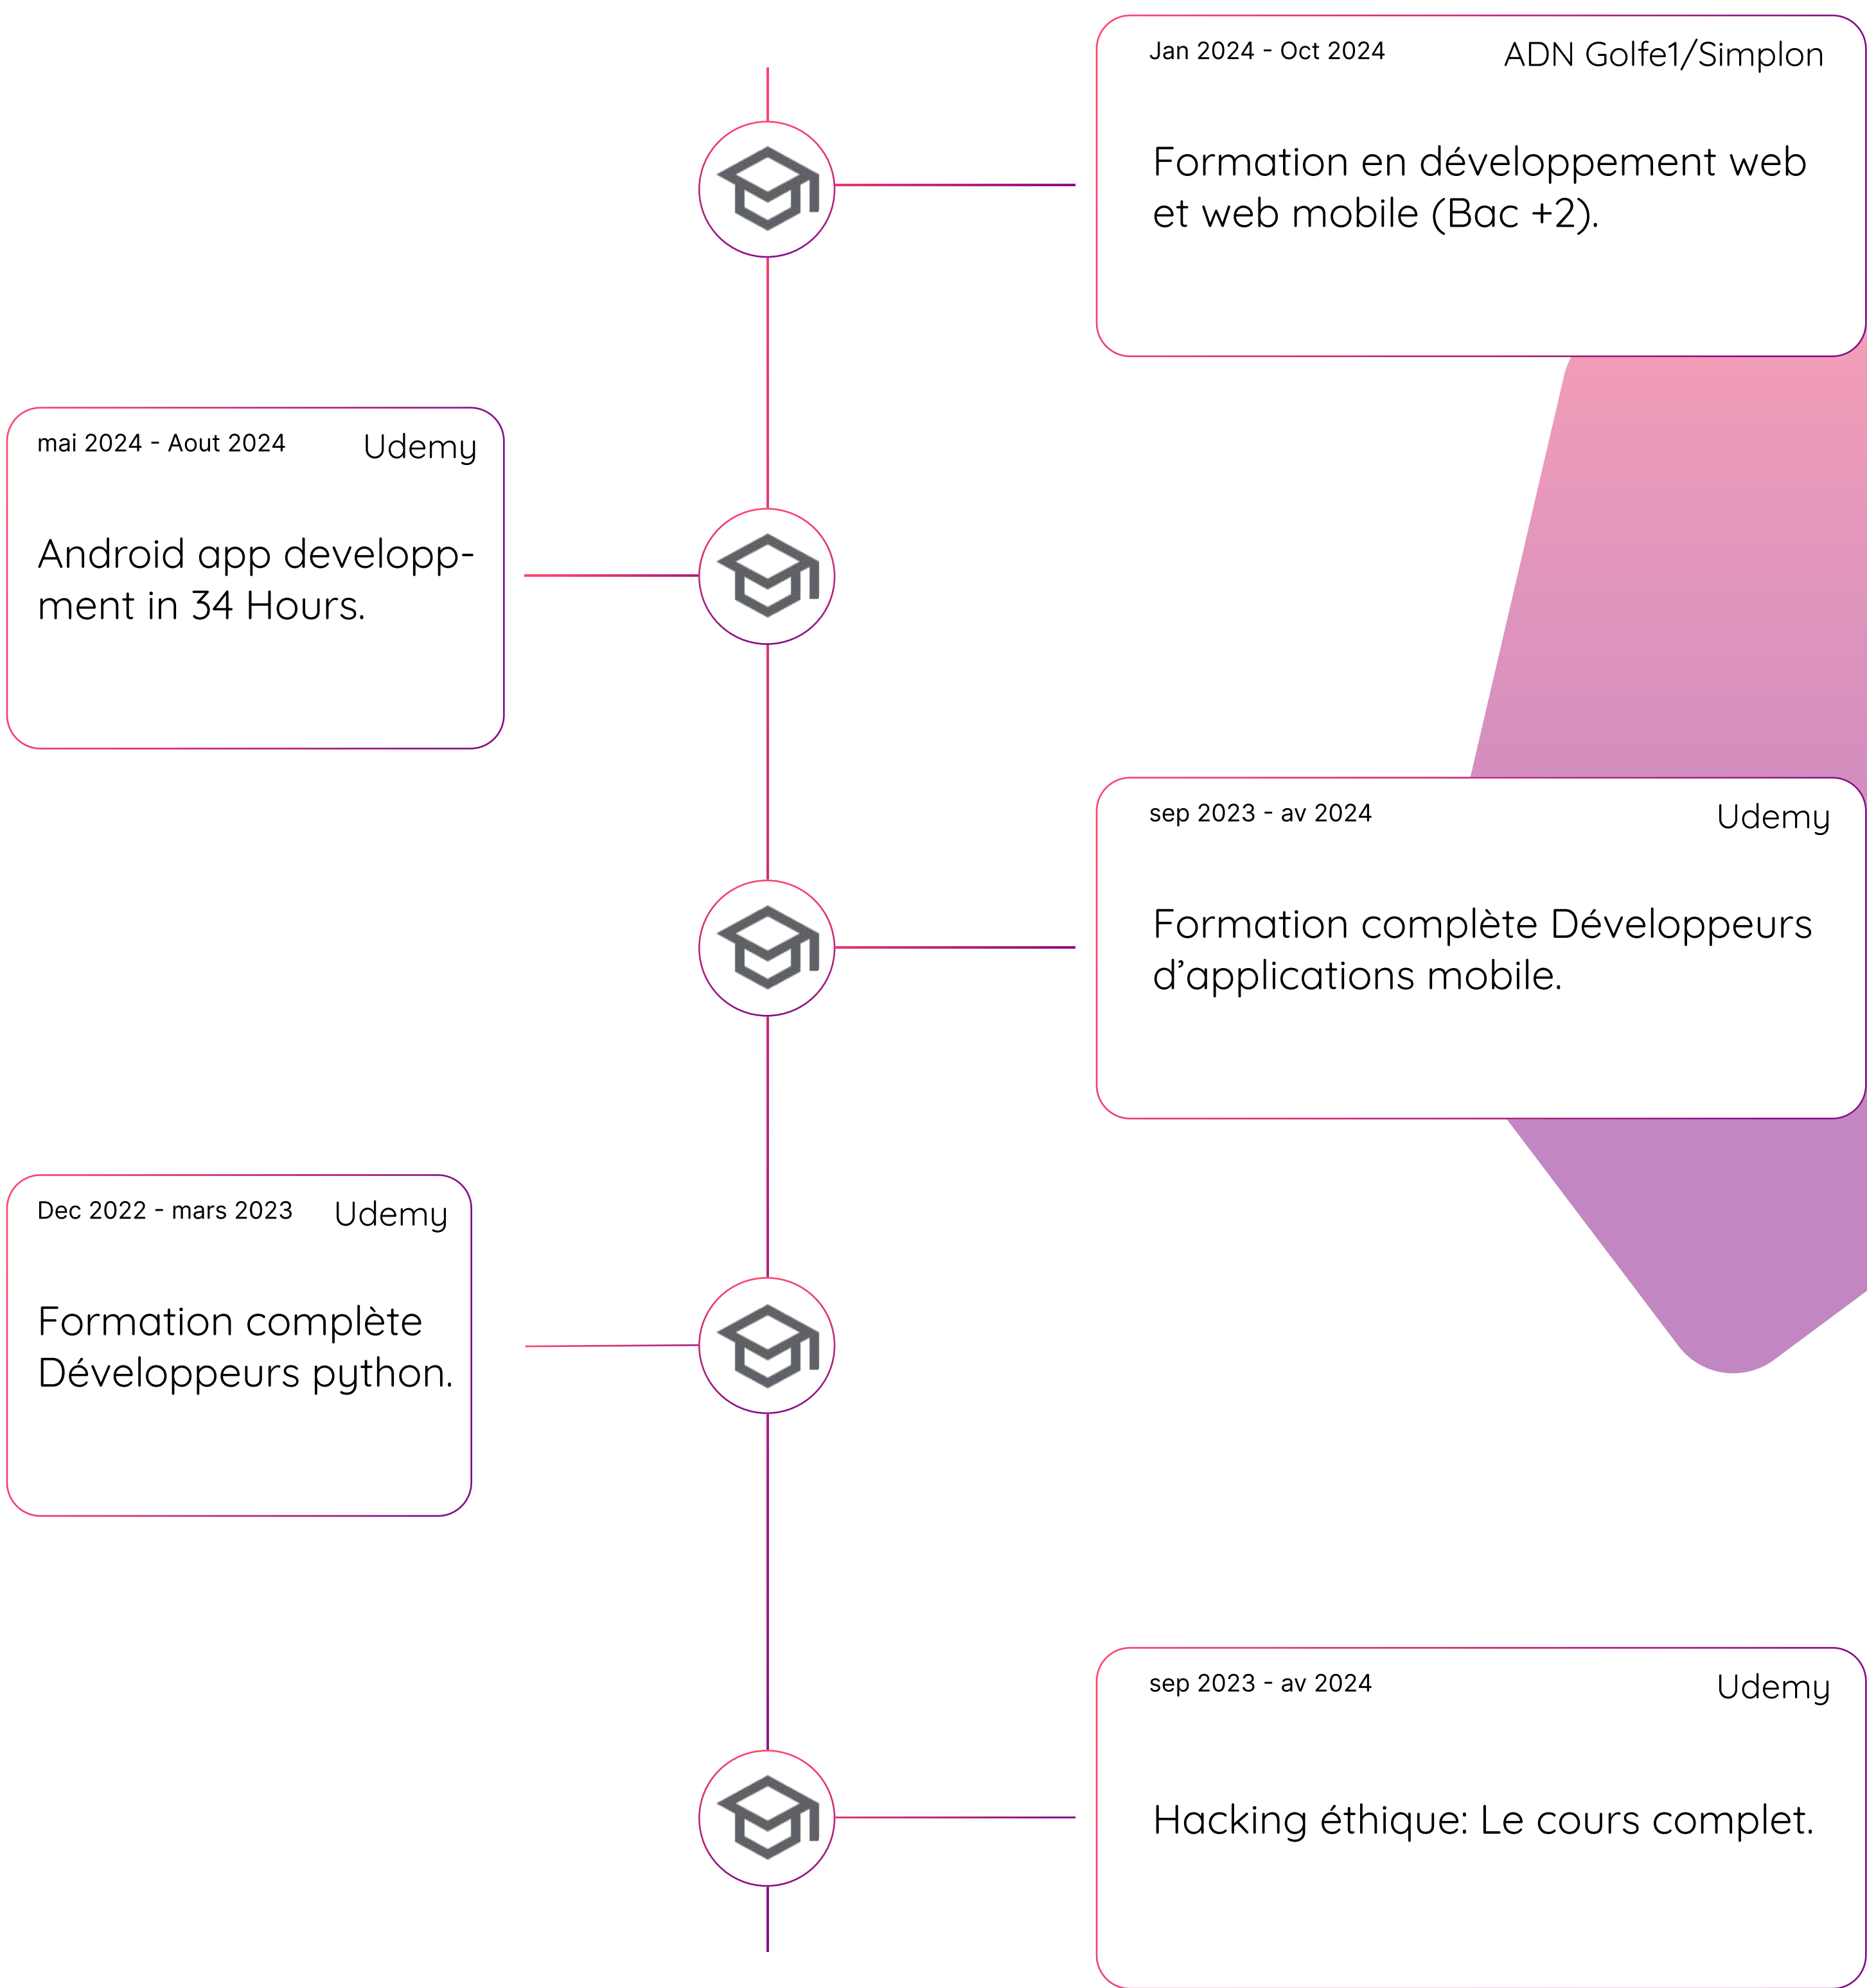 Jan 2024 - Oct 2024 ADN Golfe1/Simplon
Formation en développement web
et web mobile (Bac +2).
mai 2024 - Aout 2024 Udemy
Android app developp-
ment in 34 Hours.
sep 2023 - av 2024 Udemy
Formation complète Développeurs
d’applications mobile.
Dec 2022 - mars 2023 Udemy
Formation complète
Développeurs python.
sep 2023 - av 2024 Udemy
Hacking éthique: Le cours complet.